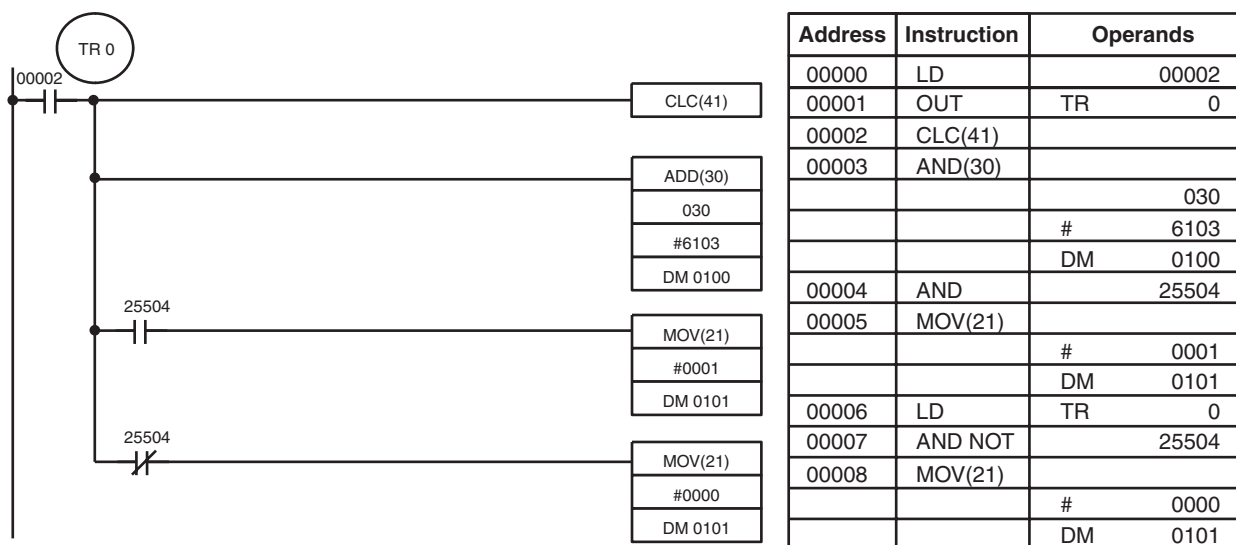 TR 0
00002
CLC(41)
ADD(30)
030
#6103
DM 0100
25504
MOV(21)
#0001
DM 0101
25504
MOV(21)
#0000
DM 0101
Address Instruction Operands
00000 LD 00002
00001 OUT TR 0
00002 CLC(41)
00003 AND(30)
030
# 6103
DM 0100
00004 AND 25504
00005 MOV(21)
# 0001
DM 0101
00006 LD TR 0
00007 AND NOT 25504
00008 MOV(21)
# 0000
DM 0101